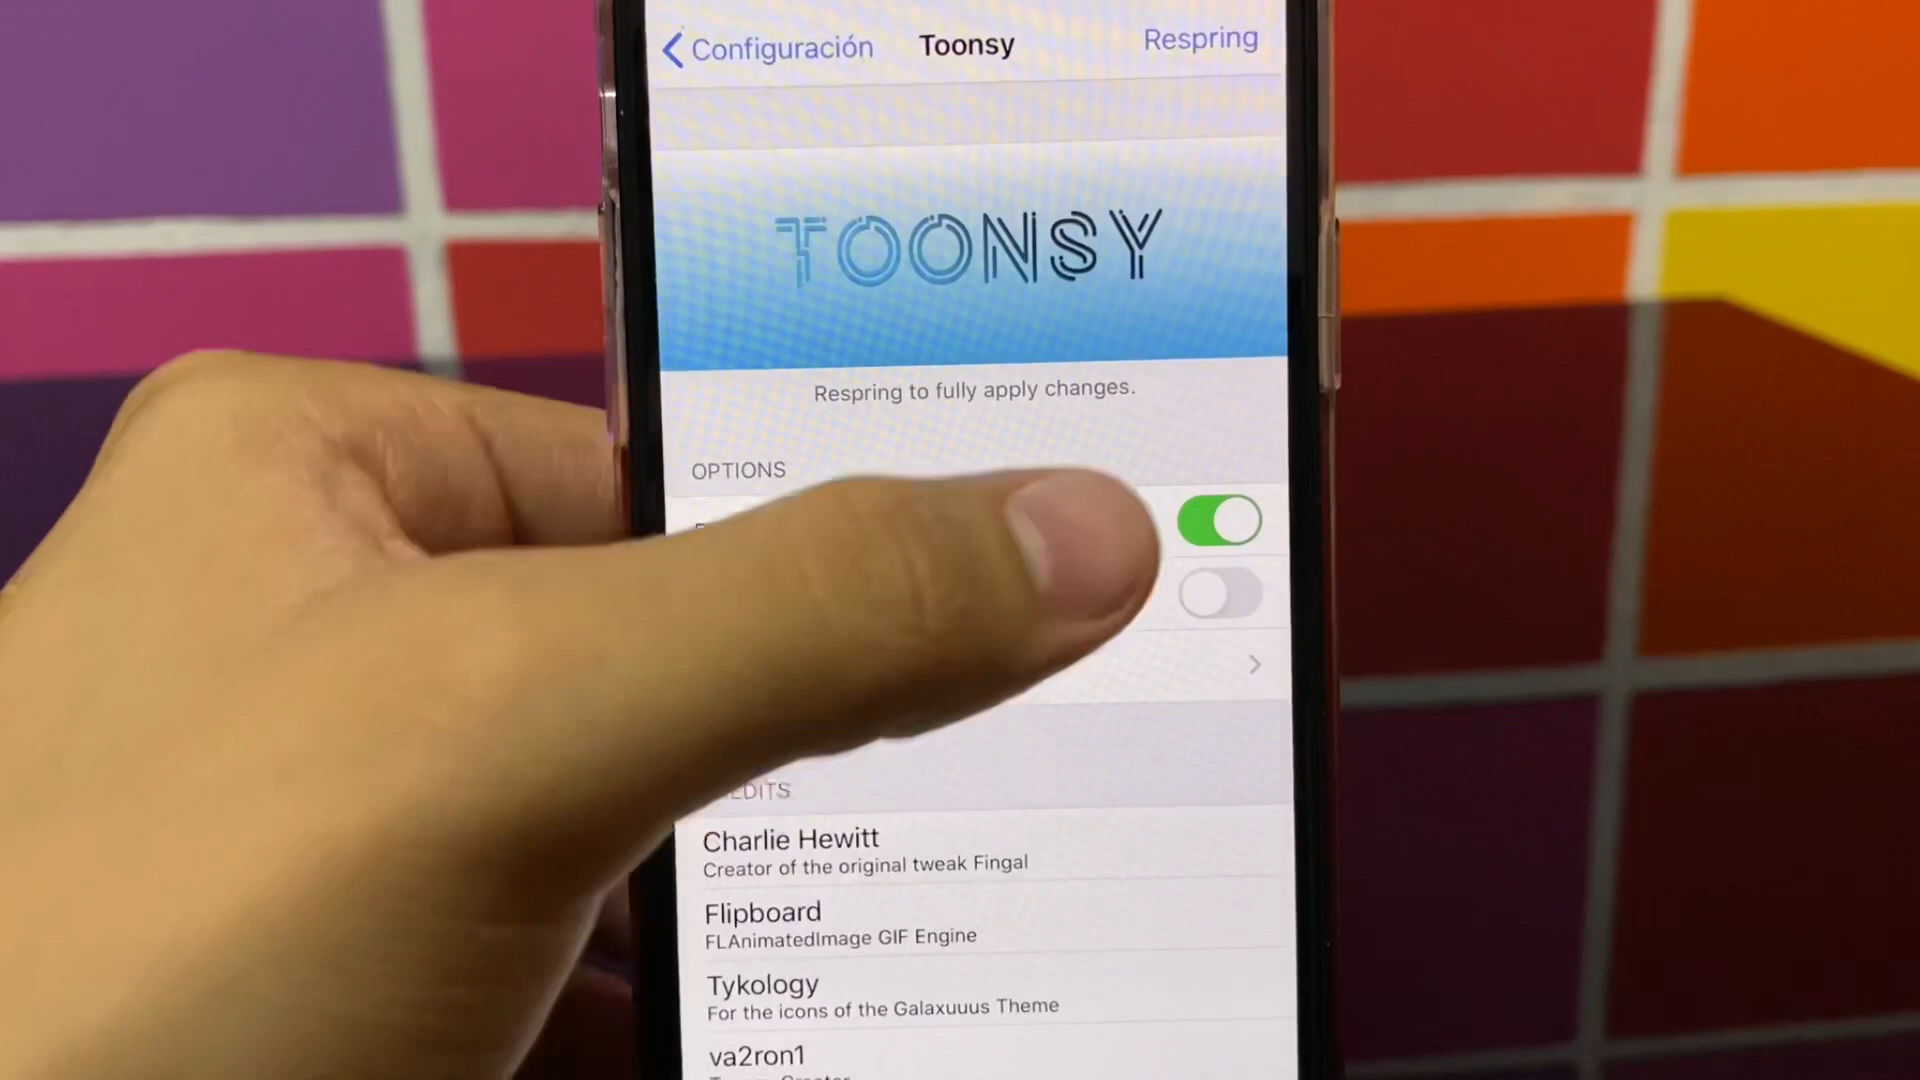 Configuración Toonsy Respring
TOONSY
Respring to fully apply changes.
OPTIONS
Charlie Hewitt
Creator of the original tweak Fingal
Flipboard
FLAnimatedImage GIF Engine
Tykology
For the icons of the Galaxuuus Theme
va2ron1